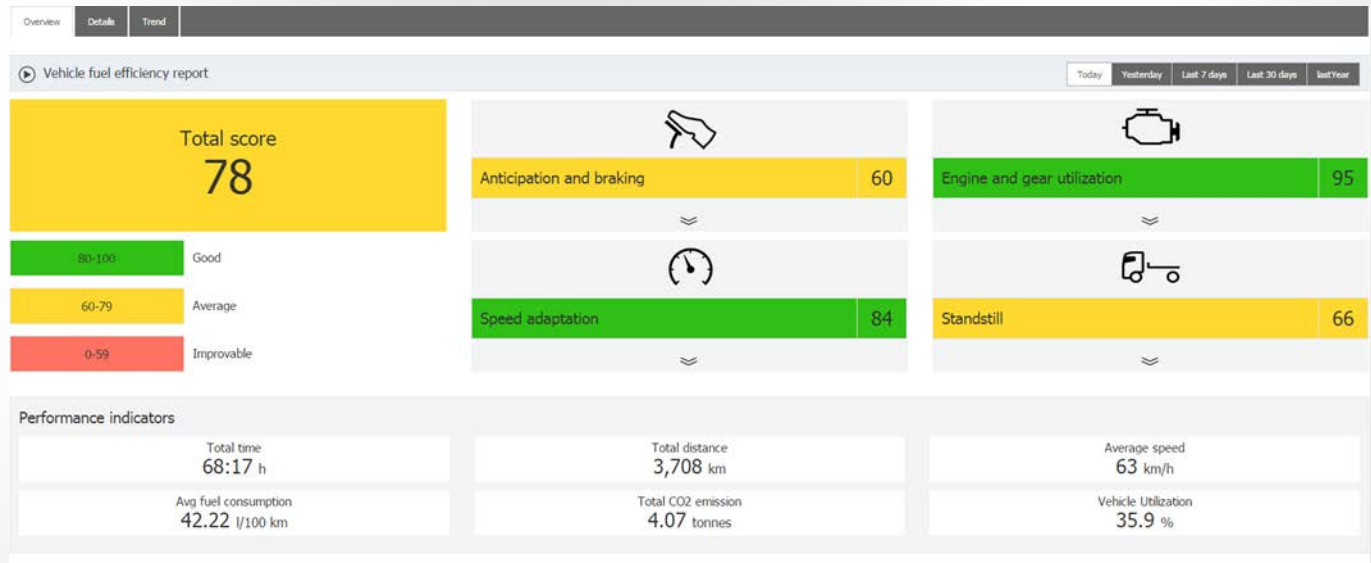 Overview Details Trend
Vehicle fuel efficiency report
Today Yesterday Last 7 days Last 30 days lastYear
Total score
78
80-100 Good
60-79 Average
0-59 Improvable
Anticipation and braking 60
Engine and gear utilization 95
Speed adaptation 84
Standstill 66
Performance indicators
Total time
68:17 h
Total distance
3,708 km
Average speed
63 km/h
Avg fuel consumption
42.22 l/100 km
Total CO2 emission
4.07 tonnes
Vehicle Utilization
35.9 %